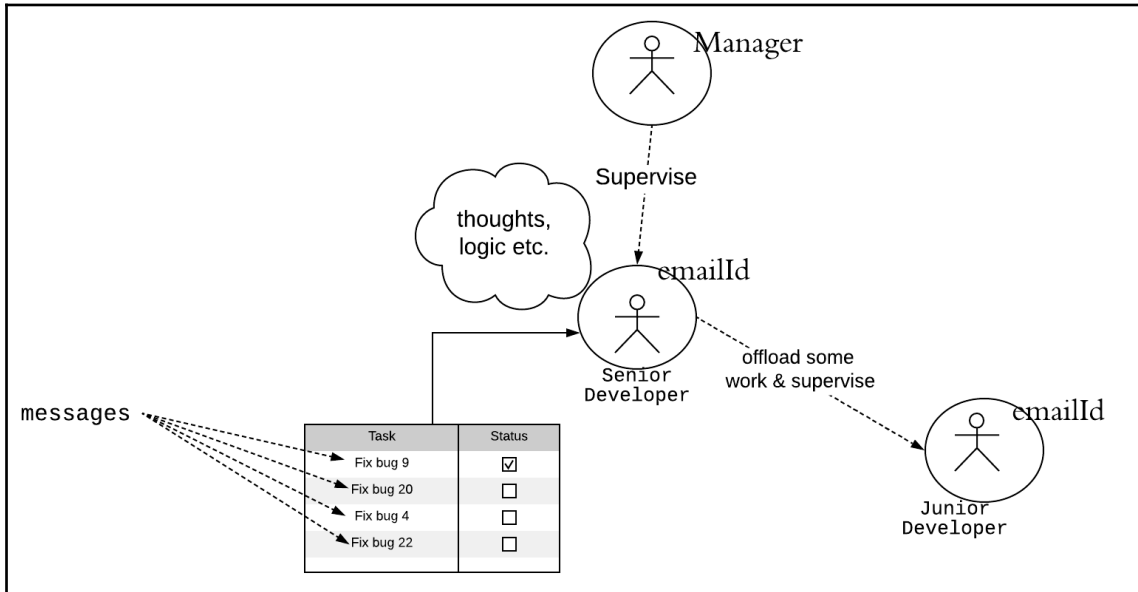 Manager
Supervise
thoughts,
logic etc.
emailId
Senior
Developer
offload some
work & supervise
emailId
Junior
Developer
messages
Task Status
Fix bug 9
Fix bug 20
Fix bug 4
Fix bug 22